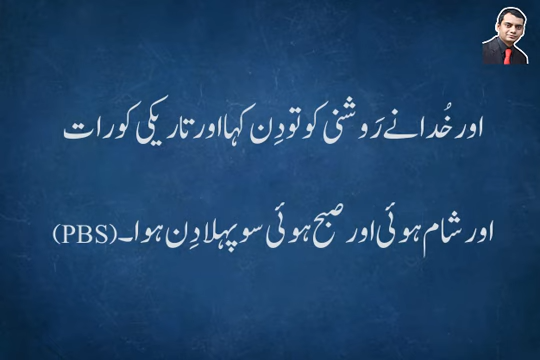 اور خُدا نے رَوشنی کو تو دِن کہا اور تاریکی کو رات
اور شام ہوئی اور صبح ہوئی سو پہلا دِن ہوا۔ (PBS)